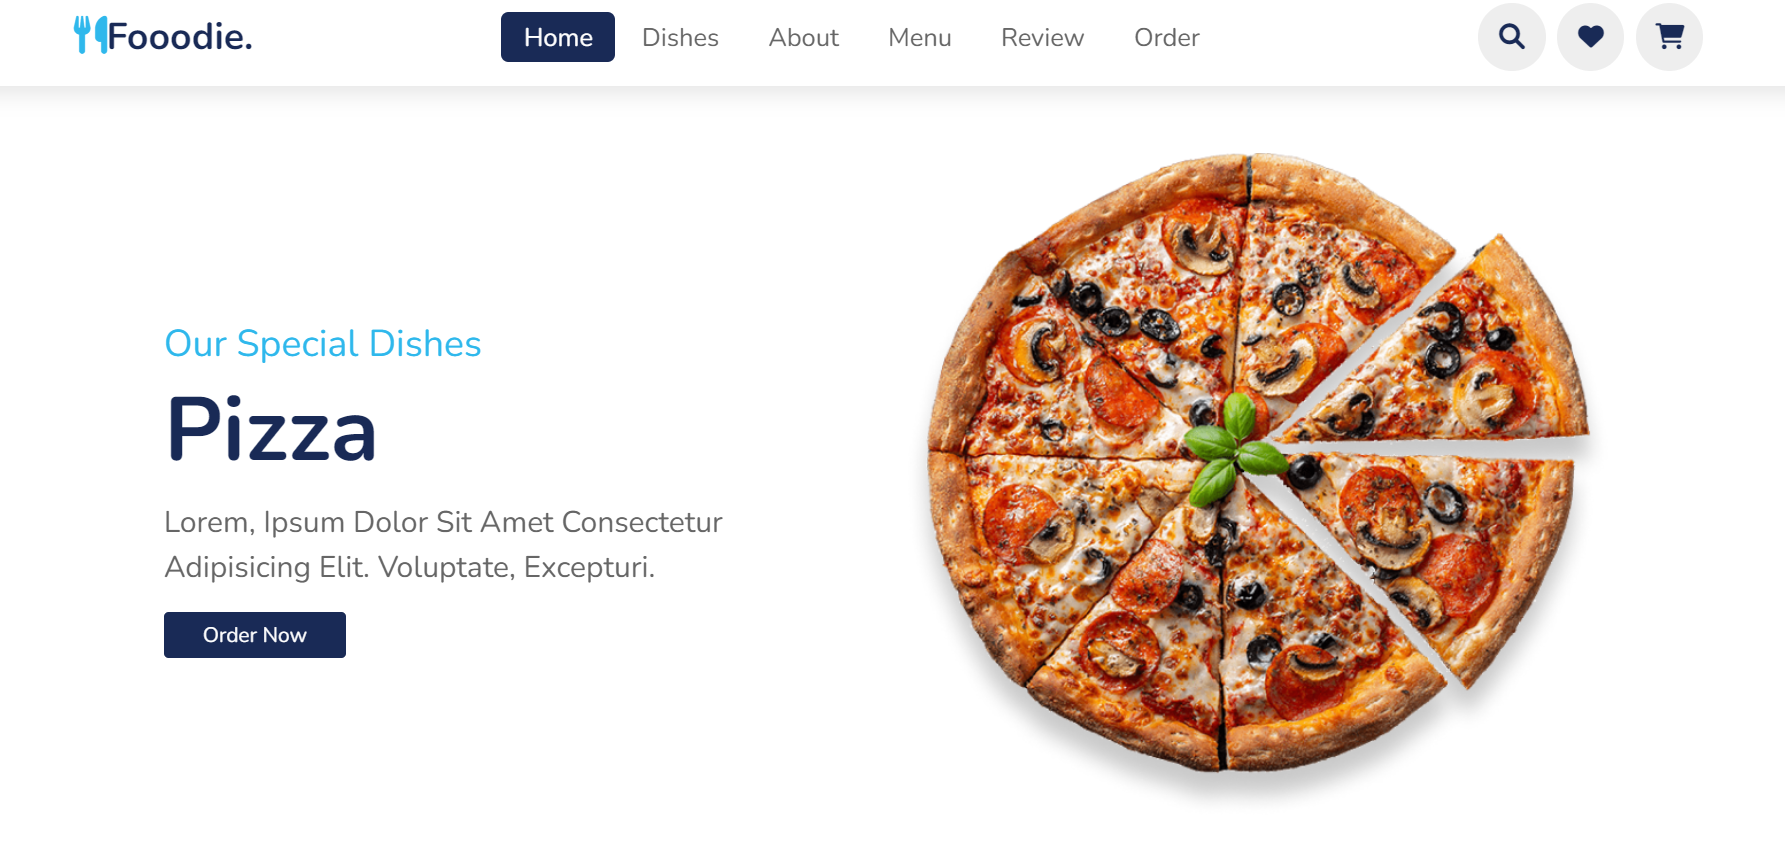 Fooodie.
Home Dishes About Menu Review Order
Our Special Dishes
Pizza
Lorem, Ipsum Dolor Sit Amet Consectetur
Adipisicing Elit. Voluptate, Excepturi.
Order Now